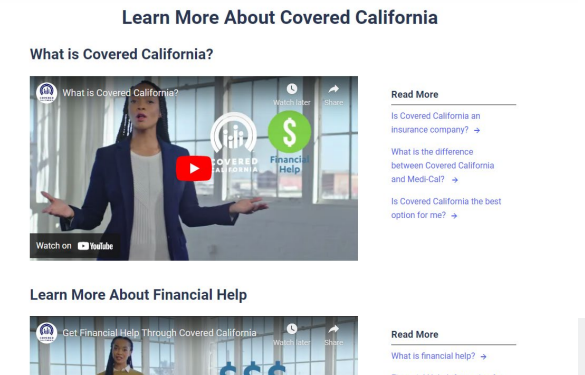 Learn More About Covered California
What is Covered California?
What is Covered California?
Watch later
Share
COVERED
CALIFORNIA
$
Financial
Help
Watch on YouTube
Read More
Is Covered California an
insurance company? →
What is the difference
between Covered California
and Medi-Cal? →
Is Covered California the best
option for me? →
Learn More About Financial Help
Get Financial Help Through Covered California
Watch later
Share
$$$
Read More
What is financial help? →